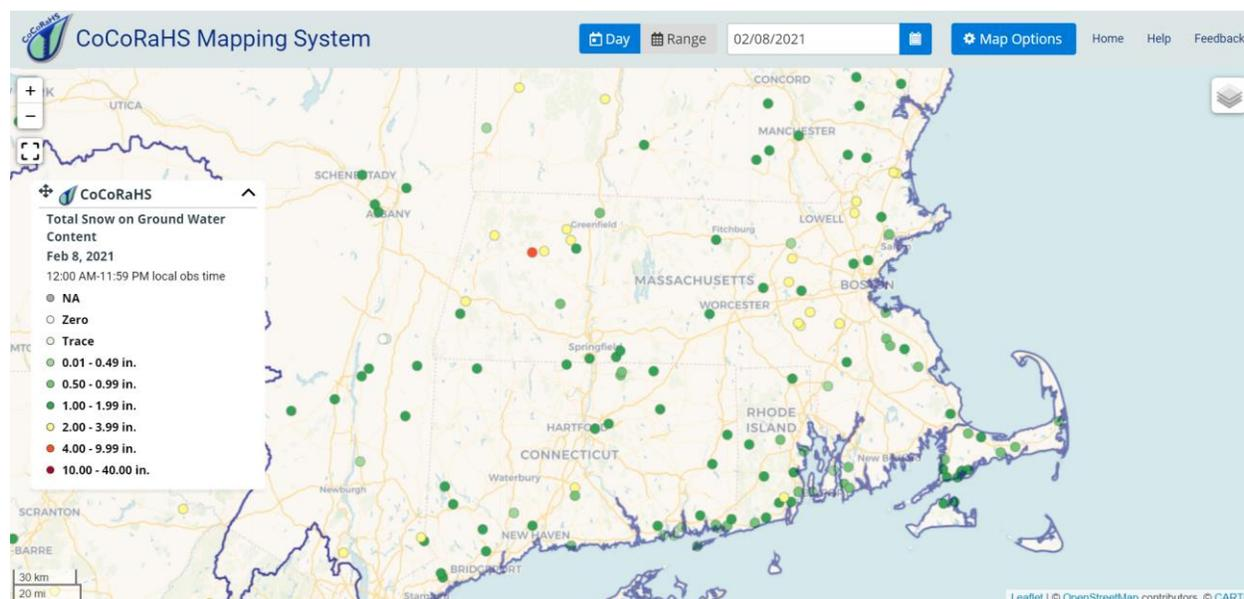 CoCoRaHS
CoCoRaHS Mapping System
Day
Range
02/08/2021
Map Options
Home
Help
Feedback
+
−
CoCoRaHS
Total Snow on Ground Water
Content
Feb 8, 2021
12:00 AM-11:59 PM local obs time
NA
Zero
Trace
0.01 - 0.49 in.
0.50 - 0.99 in.
1.00 - 1.99 in.
2.00 - 3.99 in.
4.00 - 9.99 in.
10.00 - 40.00 in.
UTICA
CONCORD
MANCHESTER
SCHENECTADY
ALBANY
Greenfield
Fitchburg
LOWELL
MASSACHUSETTS
WORCESTER
BOSTON
Springfield
HARTFORD
RHODE
ISLAND
CONNECTICUT
Waterbury
Newburgh
SCRANTON
NEW HAVEN
-BARRE
BRIDGEPORT
30 km
20 mi
Leaflet | © OpenStreetMap contributors, © CART